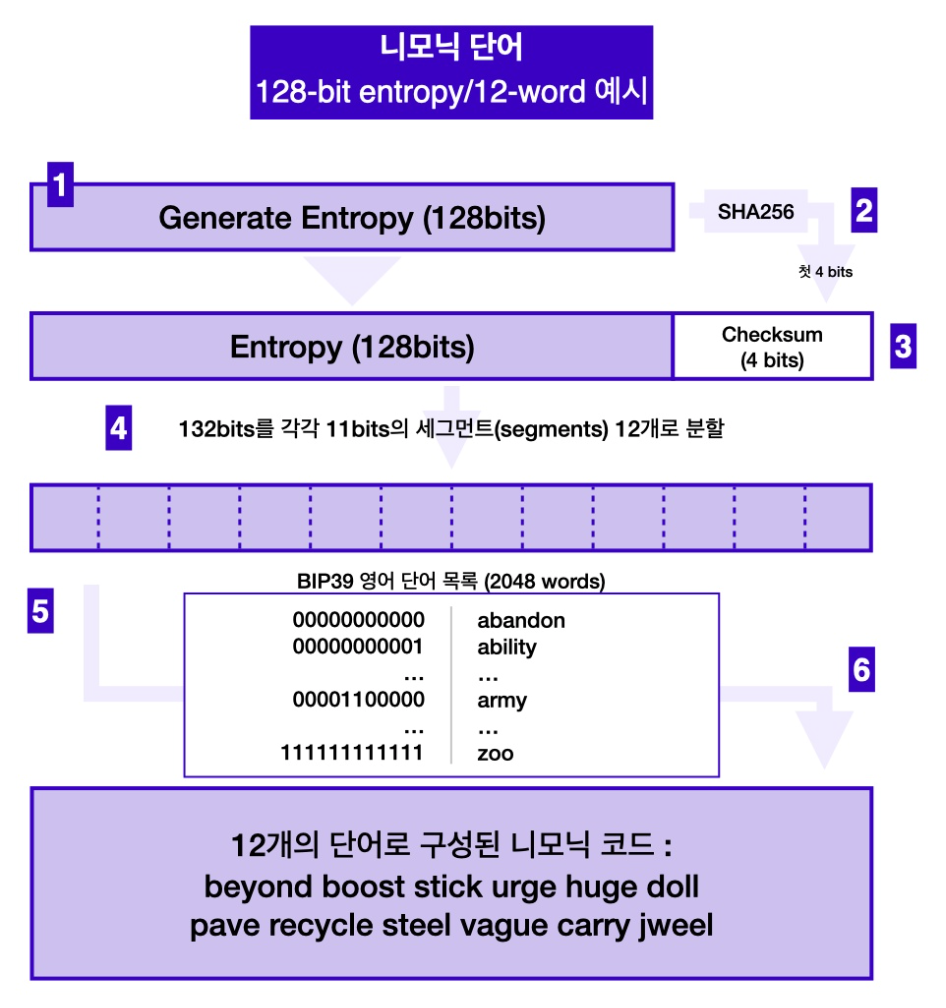 니모닉 단어
128-bit entropy/12-word 예시
1
Generate Entropy (128bits)
SHA256
2
첫 4 bits
Entropy (128bits)
Checksum
(4 bits)
3
4
132bits를 각각 11bits의 세그먼트(segments) 12개로 분할
BIP39 영어 단어 목록 (2048 words)
5
00000000000 abandon
00000000001 ability
... ...
6
00001100000 army
... ...
111111111111 zoo
12개의 단어로 구성된 니모닉 코드 :
beyond boost stick urge huge doll
pave recycle steel vague carry jweel